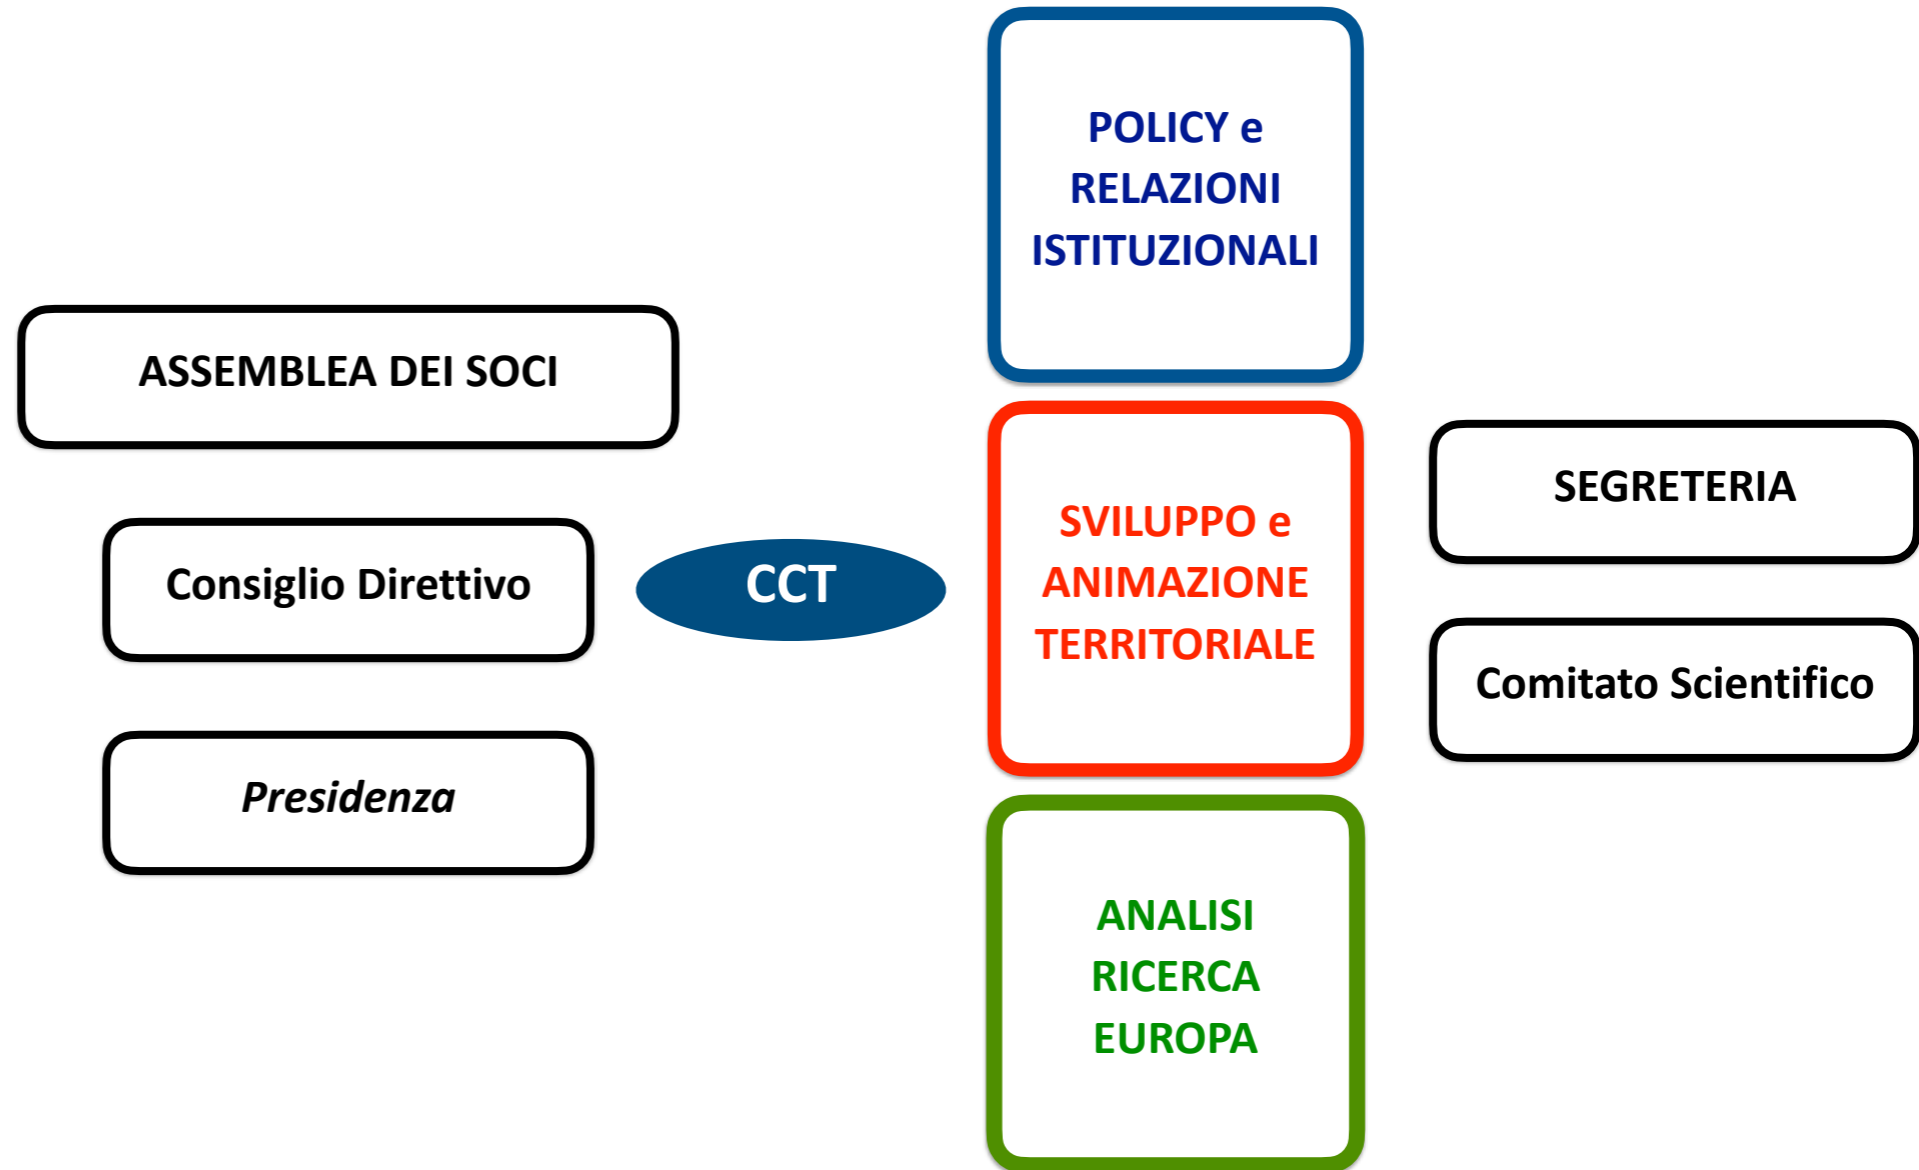 ASSEMBLEA DEI SOCI
Consiglio Direttivo
Presidenza
CCT
POLICY e
RELAZIONI
ISTITUZIONALI
SVILUPPO e
ANIMAZIONE
TERRITORIALE
ANALISI
RICERCA
EUROPA
SEGRETERIA
Comitato Scientifico